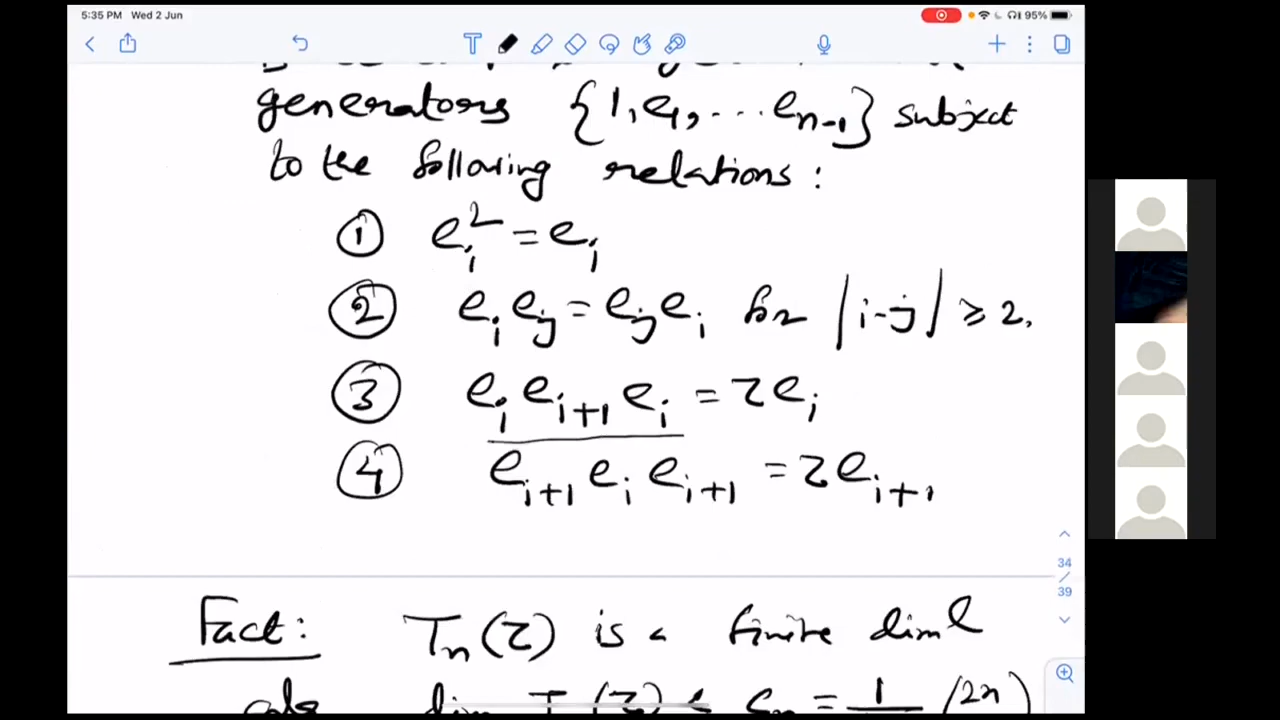 5:35 PM Wed 2 Jun
95%
generators {1, e₁, ... eₙ₋₁} subject
to the following relations :
① eᵢ² = eᵢ
② eᵢ eⱼ = eⱼ eᵢ for |i-j| ⩾ 2.
③ eᵢ eᵢ₊₁ eᵢ = τ eᵢ
④ eᵢ₊₁ eᵢ eᵢ₊₁ = τ eᵢ₊₁
34
/
39
Fact: Tₙ(τ) is a finite diml